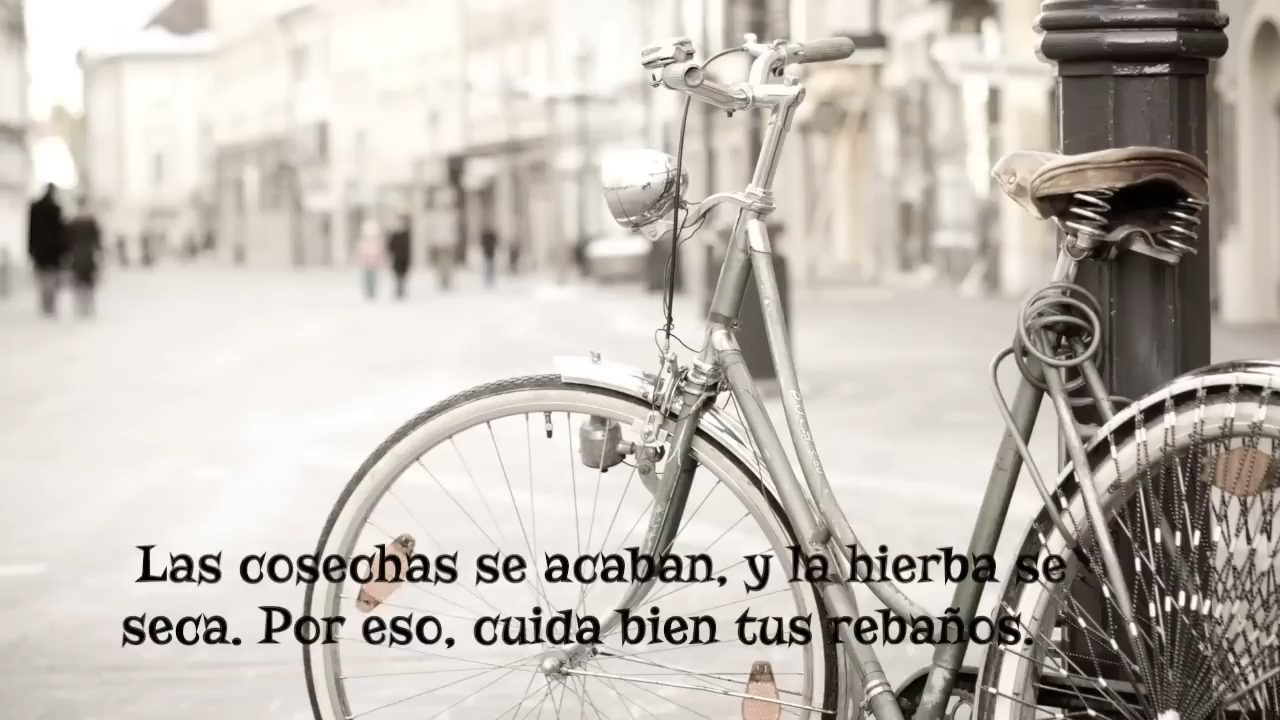 Las cosechas se acaban, y la hierba se
seca. Por eso, cuida bien tus rebaños.